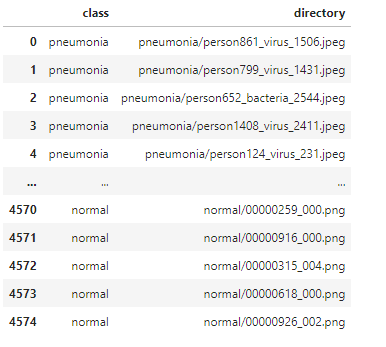 class directory
0 pneumonia pneumonia/person861_virus_1506.jpeg
1 pneumonia pneumonia/person799_virus_1431.jpeg
2 pneumonia pneumonia/person652_bacteria_2544.jpeg
3 pneumonia pneumonia/person1408_virus_2411.jpeg
4 pneumonia pneumonia/person124_virus_231.jpeg
... ... ...
4570 normal normal/00000259_000.png
4571 normal normal/00000916_000.png
4572 normal normal/00000315_004.png
4573 normal normal/00000618_000.png
4574 normal normal/00000926_002.png